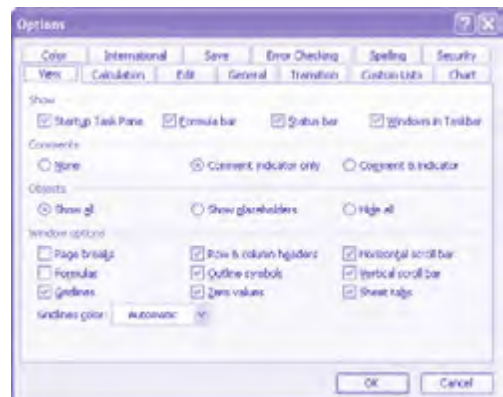 Options
Color International Save Error Checking Spelling Security
View Calculation Edit General Transition Custom Lists Chart
Show
Startup Task Pane Formula bar Status bar Windows in Taskbar
Comments
None Comment indicator only Comment & indicator
Objects
Show all Show placeholders Hide all
Window options
Page breaks Row & column headers Horizontal scroll bar
Formulas Outline symbols Vertical scroll bar
Gridlines Zero values Sheet tabs
Gridlines color: Automatic
OK Cancel